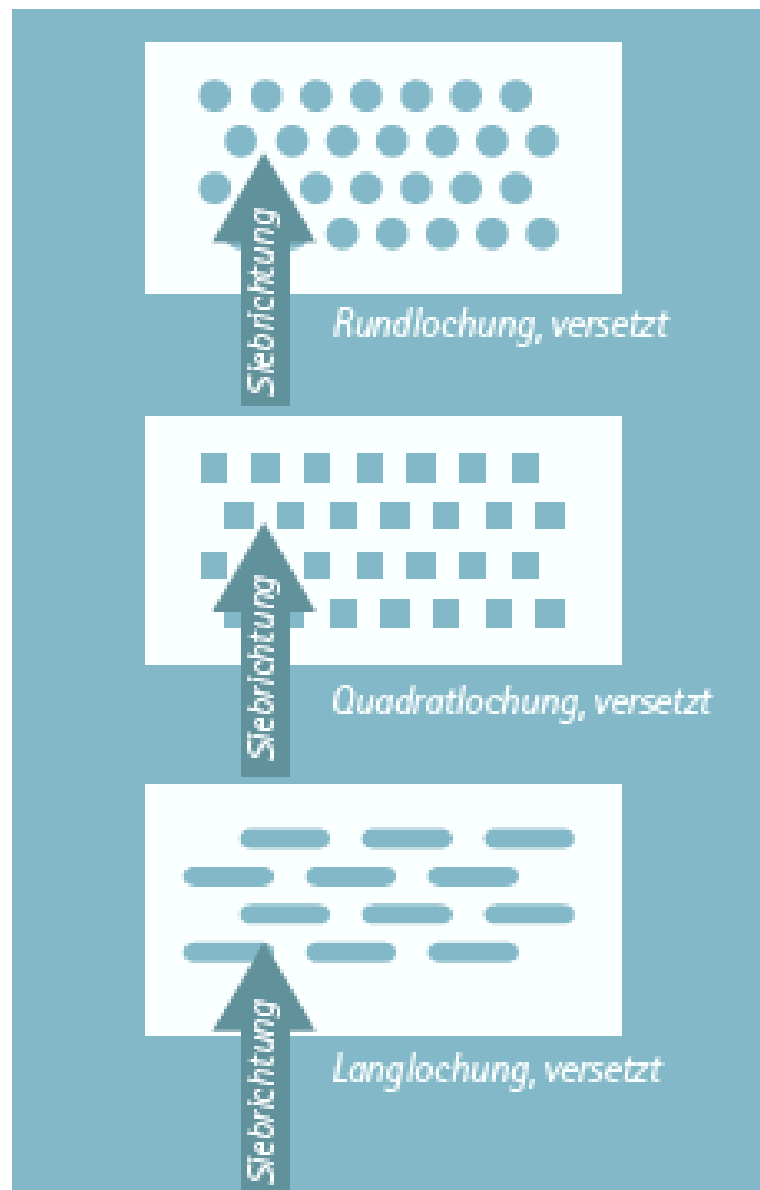 Siebrichtung
Rundlochung, versetzt
Siebrichtung
Quadratlochung, versetzt
Siebrichtung
Langlochung, versetzt